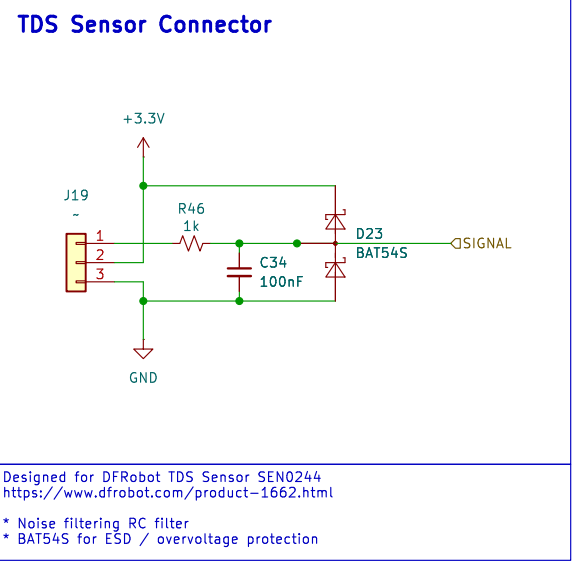 TDS Sensor Connector
+3.3V
J19
~
R46
1k
1
2
3
C34
100nF
D23
BAT54S
SIGNAL
GND
Designed for DFRobot TDS Sensor SEN0244
https://www.dfrobot.com/product-1662.html
* Noise filtering RC filter
* BAT54S for ESD / overvoltage protection